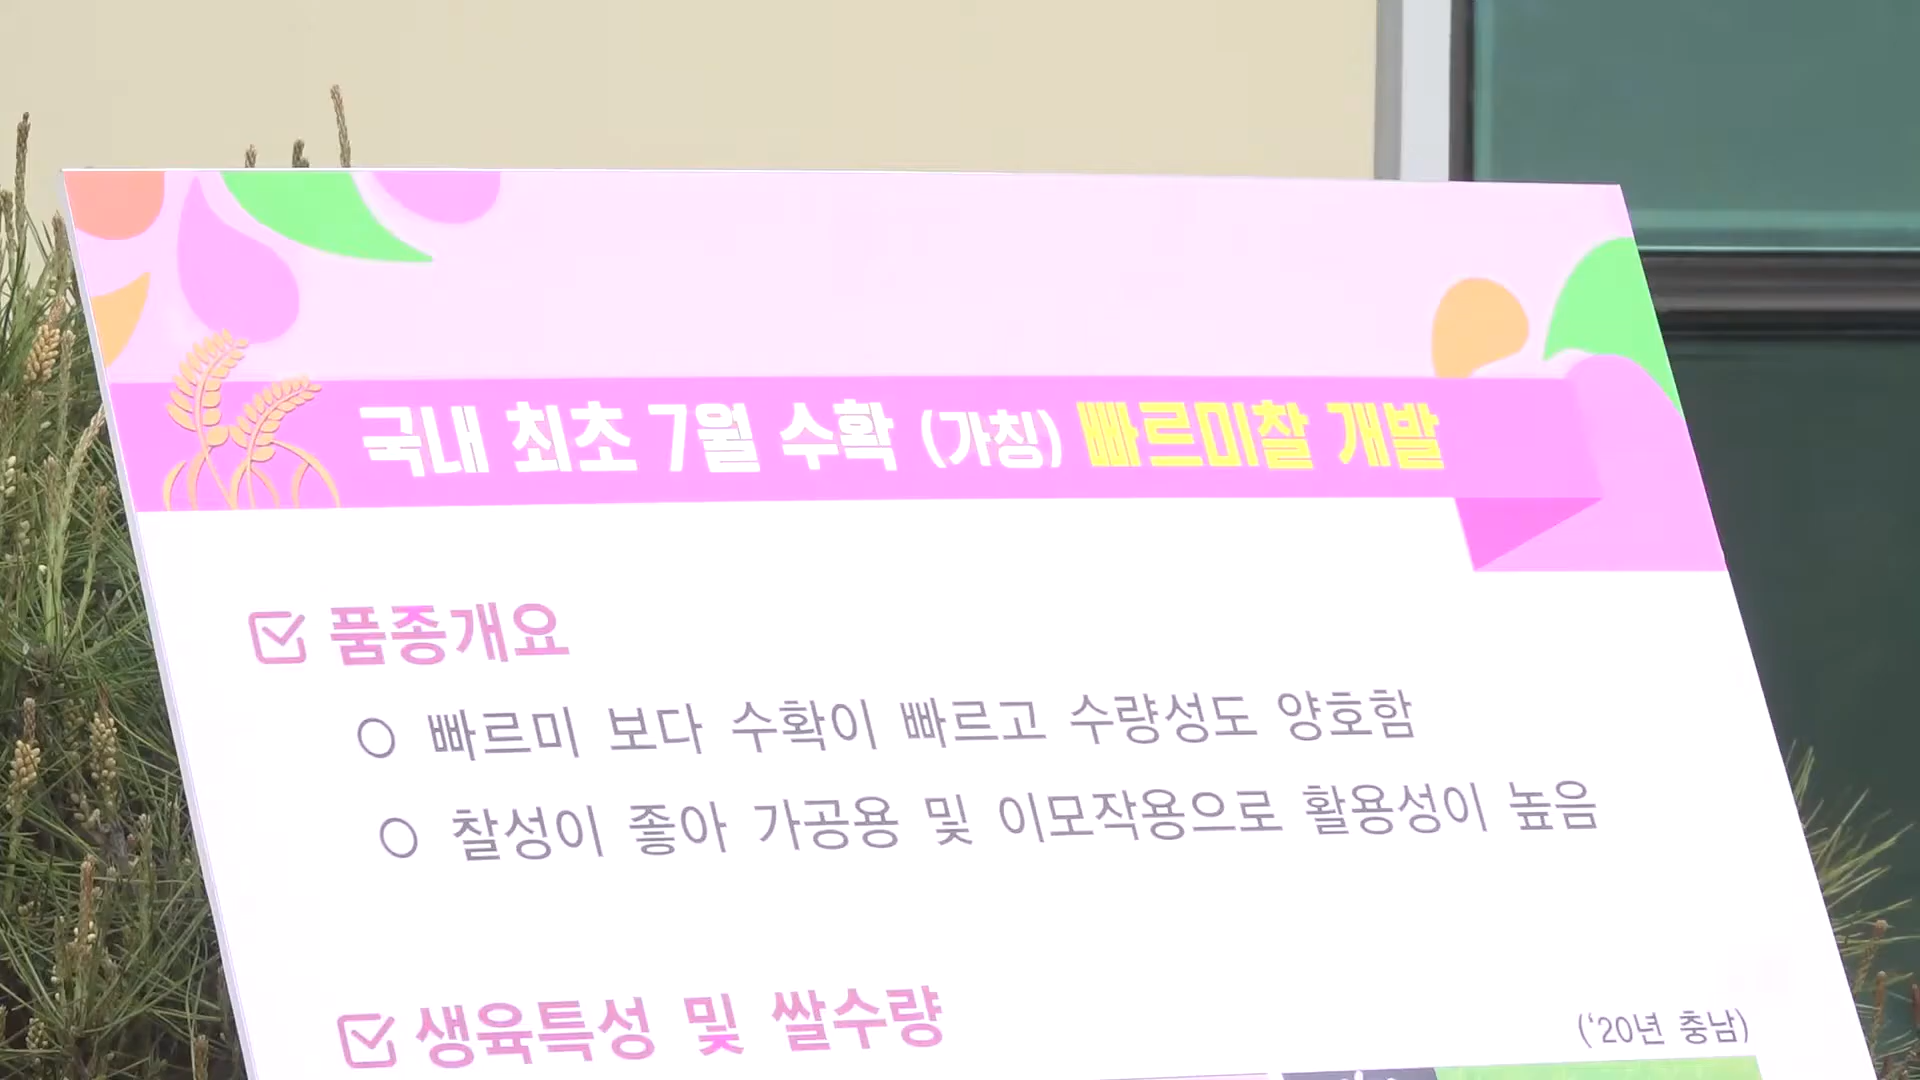 국내 최초 7월 수확 (가칭) 빠르미찰 개발
품종개요
○ 빠르미 보다 수확이 빠르고 수량성도 양호함
○ 찰성이 좋아 가공용 및 이모작용으로 활용성이 높음
생육특성 및 쌀수량
(‘20년 충남)